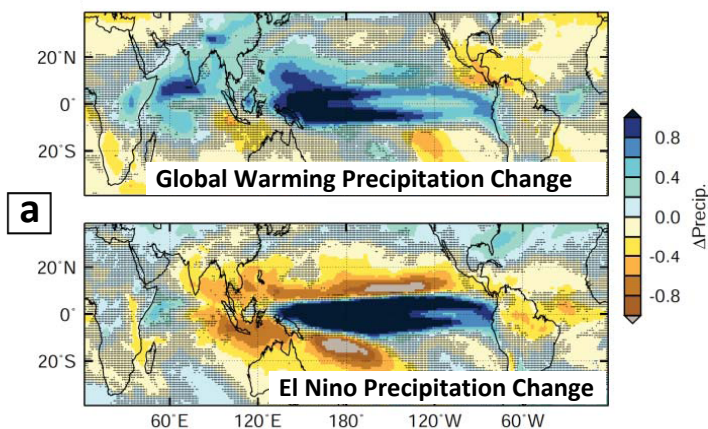 20°N
0°
20°S
Global Warming Precipitation Change
a
0.8
0.4
0.0
-0.4
-0.8
ΔPrecip.
20°N
0°
20°S
El Nino Precipitation Change
60°E
120°E
180°
120°W
60°W